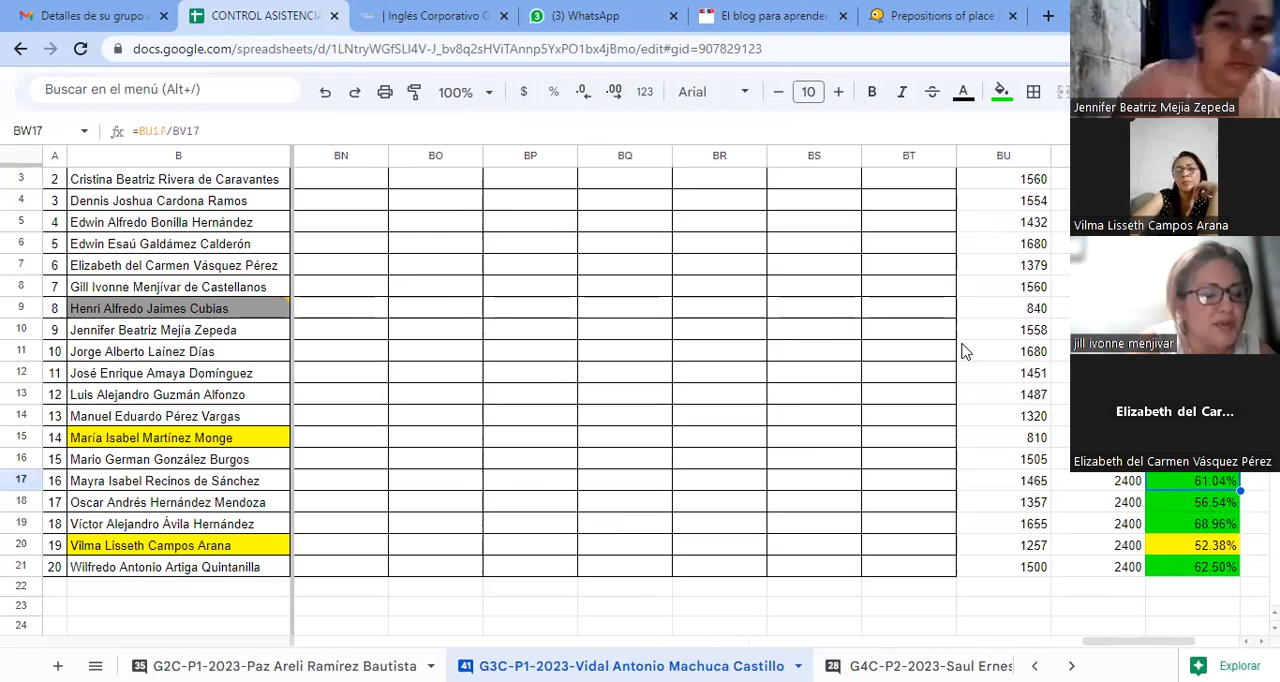 Detalles de su grupo a
CONTROL ASISTENCIA
Inglés Corporativo C
(3) WhatsApp
El blog para aprender
Prepositions of place
docs.google.com/spreadsheets/d/1LNtryWGfSLI4V-J_bv8q2sHViTAnnp5YxPO1bx4jBmo/edit#gid=907829123
Buscar en el menú (Alt+/)
100%
$ % .0 .00 123
Arial
10
B I A
BW17
fx =BU17/BV17
A B BN BO BP BQ BR BS BT BU
3 2 Cristina Beatriz Rivera de Caravantes 1560
4 3 Dennis Joshua Cardona Ramos 1554
5 4 Edwin Alfredo Bonilla Hernández 1432
6 5 Edwin Esaú Galdámez Calderón 1680
7 6 Elizabeth del Carmen Vásquez Pérez 1379
8 7 Gill Ivonne Menjívar de Castellanos 1560
9 8 Henri Alfredo Jaimes Cubias 840
10 9 Jennifer Beatriz Mejía Zepeda 1558
11 10 Jorge Alberto Laínez Días 1680
12 11 José Enrique Amaya Domínguez 1451
13 12 Luis Alejandro Guzmán Alfonzo 1487
14 13 Manuel Eduardo Pérez Vargas 1320
15 14 María Isabel Martínez Monge 810
16 15 Mario German González Burgos 1505
17 16 Mayra Isabel Recinos de Sánchez 1465 2400 61.04%
18 17 Oscar Andrés Hernández Mendoza 1357 2400 56.54%
19 18 Víctor Alejandro Ávila Hernández 1655 2400 68.96%
20 19 Vilma Lisseth Campos Arana 1257 2400 52.38%
21 20 Wilfredo Antonio Artiga Quintanilla 1500 2400 62.50%
22
23
24
35 G2C-P1-2023-Paz Areli Ramírez Bautista
41 G3C-P1-2023-Vidal Antonio Machuca Castillo
28 G4C-P2-2023-Saul Ernes
Explorar
Jennifer Beatriz Mejia Zepeda
Vilma Lisseth Campos Arana
jill ivonne menjivar
Elizabeth del Car...
Elizabeth del Carmen Vásquez Pérez